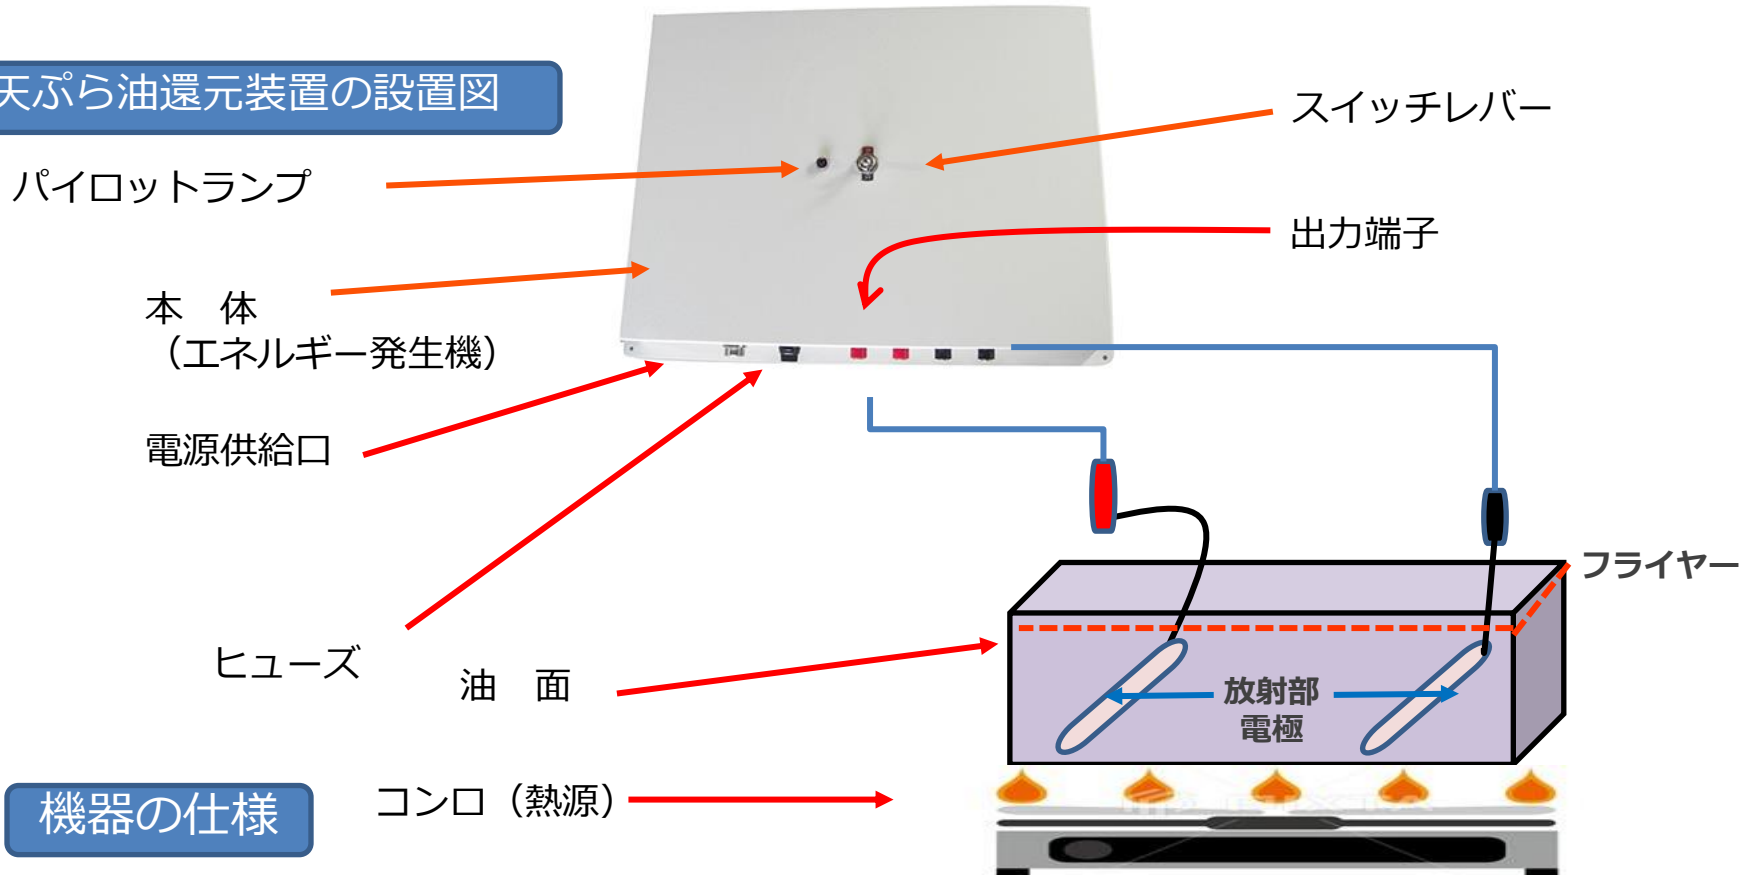 天ぷら油還元装置の設置図
スイッチレバー
パイロットランプ
出力端子
本　体
（エネルギー発生機）
電源供給口
フライヤー
ヒューズ
油　面
放射部
電極
コンロ（熱源）
機器の仕様